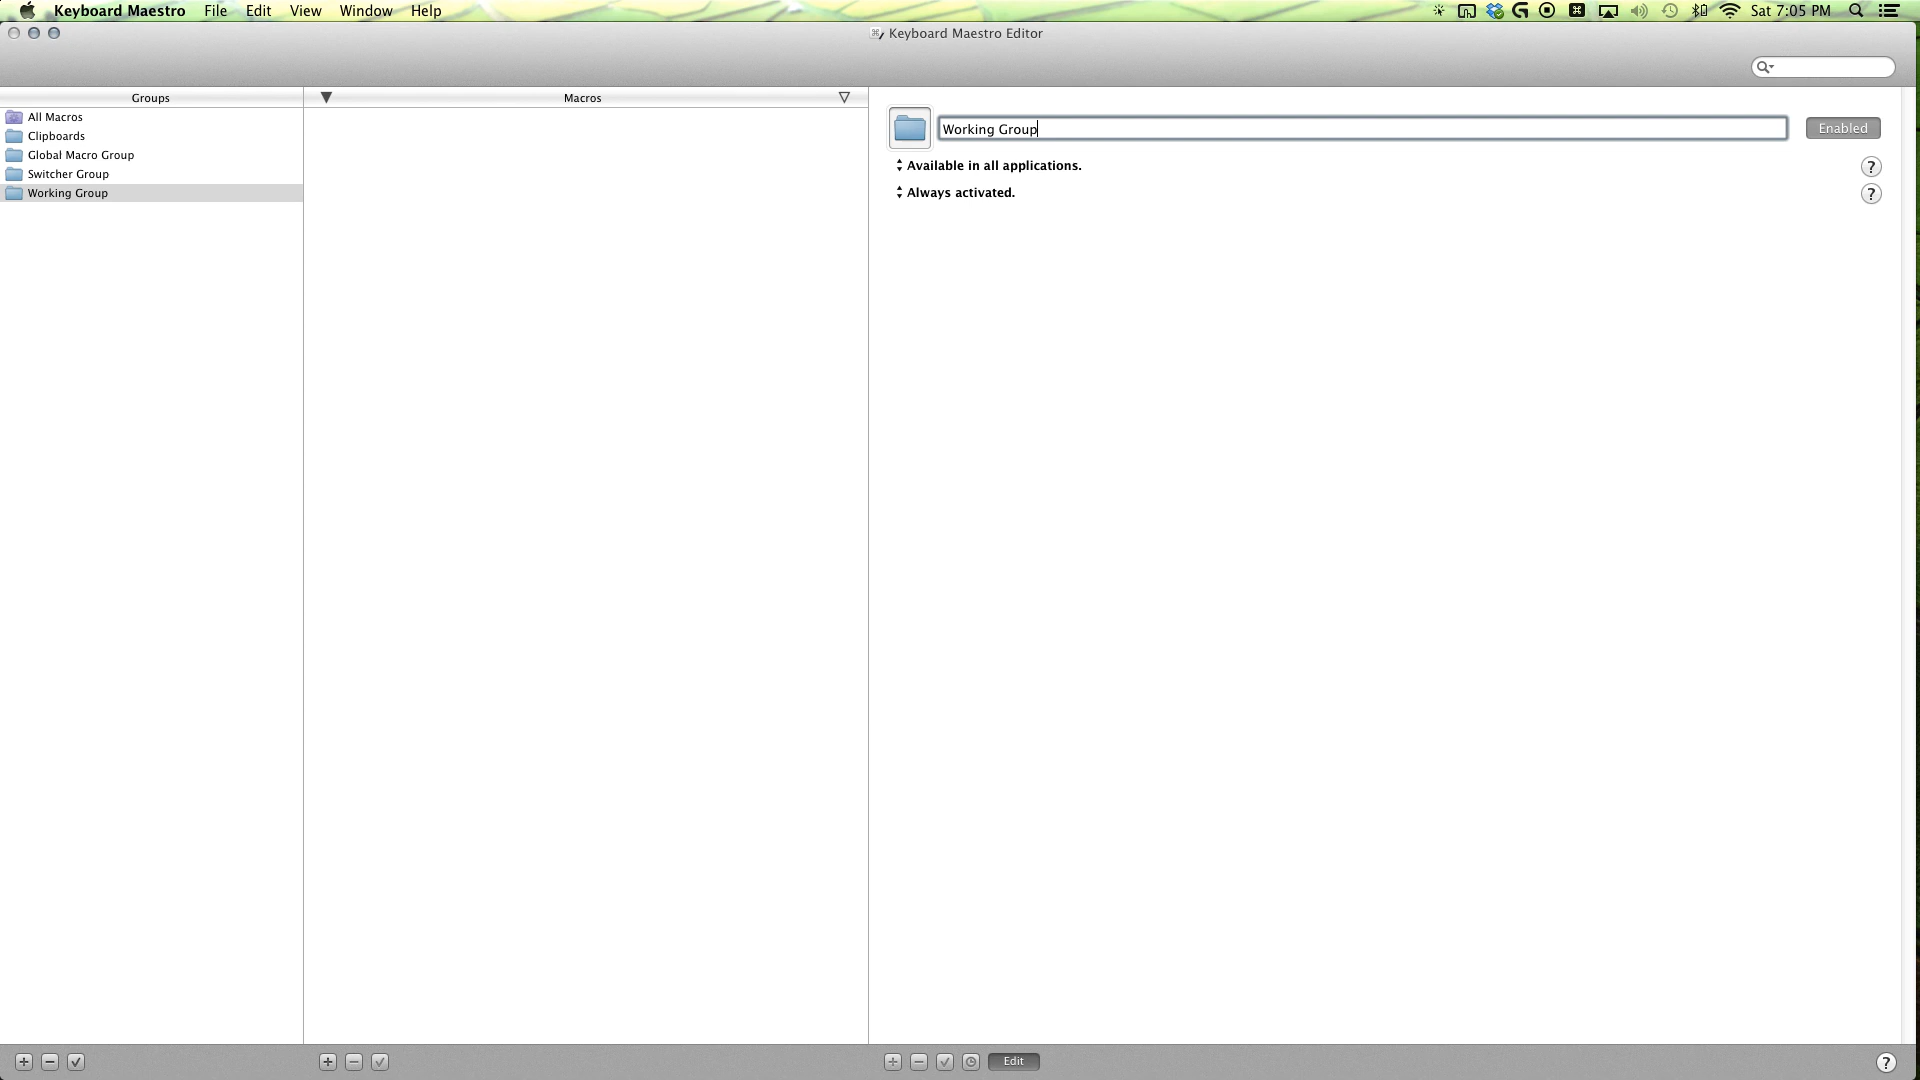 Keyboard Maestro File Edit View Window Help Sat 7:05 PM
Keyboard Maestro Editor
Groups
Macros
All Macros
Clipboards
Global Macro Group
Switcher Group
Working Group
Working Group
Enabled
Available in all applications.
?
Always activated.
?
Edit
?